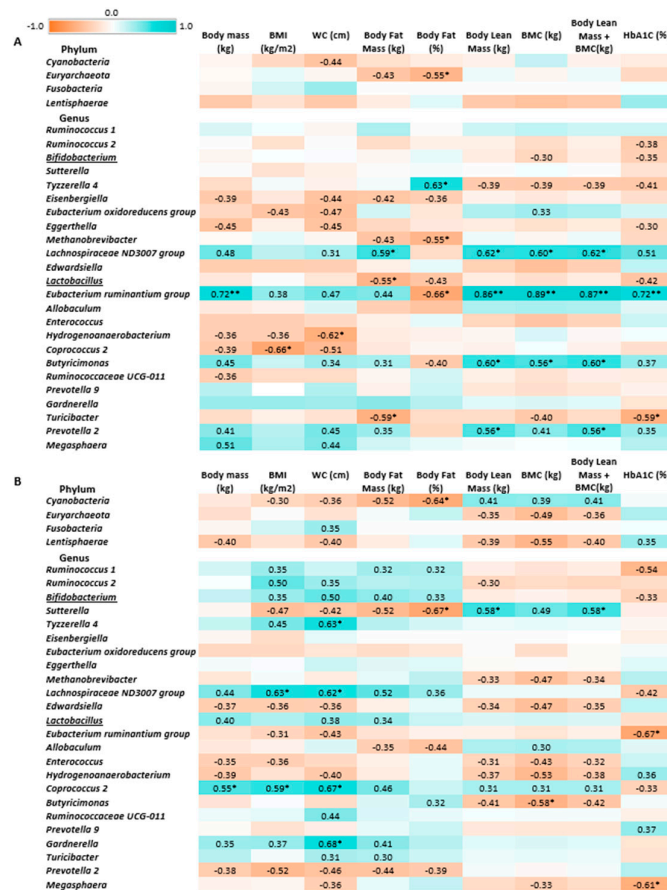 0.0
-1.0 1.0
A
Phylum Body mass (kg) BMI (kg/m2) WC (cm) Body Fat Mass (kg) Body Fat (%) Body Lean Mass (kg) BMC (kg) Body Lean Mass + BMC(kg) HbA1C (%
Cyanobacteria -0.44
Euryarchaeota -0.43 -0.55*
Fusobacteria
Lentisphaerae
Genus
Ruminococcus 1
Ruminococcus 2 -0.38
Bifidobacterium -0.30 -0.35
Sutterella
Tyzzerella 4 0.63* -0.39 -0.39 -0.39 -0.41
Eisenbergiella -0.39 -0.44 -0.42 -0.36
Eubacterium oxidoreducens group -0.43 -0.47 0.33
Eggerthella -0.45 -0.45 -0.30
Methanobrevibacter -0.43 -0.55*
Lachnospiraceae ND3007 group 0.48 0.31 0.59* 0.62* 0.60* 0.62* 0.51
Edwardsiella
Lactobacillus -0.55* -0.43 -0.42
Eubacterium ruminantium group 0.72** 0.38 0.47 0.44 -0.66* 0.86** 0.89** 0.87** 0.72**
Allobaculum
Enterococcus
Hydrogenoanaerobacterium -0.36 -0.36 -0.62*
Coprococcus 2 -0.39 -0.66* -0.51
Butyricimonas 0.45 0.34 0.31 -0.40 0.60* 0.56* 0.60* 0.37
Ruminococcaceae UCG-011 -0.36
Prevotella 9
Gardnerella
Turicibacter -0.59* -0.40 -0.59*
Prevotella 2 0.41 0.45 0.35 0.56* 0.41 0.56* 0.35
Megasphaera 0.51 0.44
B
Phylum Body mass (kg) BMI (kg/m2) WC (cm) Body Fat Mass (kg) Body Fat (%) Body Lean Mass (kg) BMC (kg) Body Lean Mass + BMC(kg) HbA1C (%
Cyanobacteria -0.30 -0.36 -0.52 -0.64* 0.41 0.39 0.41
Euryarchaeota -0.35 -0.49 -0.36
Fusobacteria 0.35
Lentisphaerae -0.40 -0.40 -0.39 -0.55 -0.40 0.35
Genus
Ruminococcus 1 0.35 0.32 0.32 -0.54
Ruminococcus 2 0.50 0.35 -0.30
Bifidobacterium 0.35 0.50 0.40 0.33 -0.33
Sutterella -0.47 -0.42 -0.52 -0.67* 0.58* 0.49 0.58*
Tyzzerella 4 0.45 0.63*
Eisenbergiella
Eubacterium oxidoreducens group
Eggerthella
Methanobrevibacter -0.33 -0.47 -0.34
Lachnospiraceae ND3007 group 0.44 0.63* 0.62* 0.52 0.36 -0.42
Edwardsiella -0.37 -0.36 -0.36 -0.34 -0.47 -0.35
Lactobacillus 0.40 0.38 0.34
Eubacterium ruminantium group -0.31 -0.43 -0.67*
Allobaculum -0.35 -0.44 0.30
Enterococcus -0.35 -0.36 -0.31 -0.43 -0.32
Hydrogenoanaerobacterium -0.39 -0.40 -0.37 -0.53 -0.38 0.36
Coprococcus 2 0.55* 0.59* 0.67* 0.46 0.31 0.31 0.31 -0.33
Butyricimonas 0.32 -0.41 -0.58* -0.42
Ruminococcaceae UCG-011 0.44
Prevotella 9 0.37
Gardnerella 0.35 0.37 0.68* 0.41
Turicibacter 0.31 0.30
Prevotella 2 -0.38 -0.52 -0.46 -0.44 -0.39
Megasphaera -0.36 -0.33 -0.61*